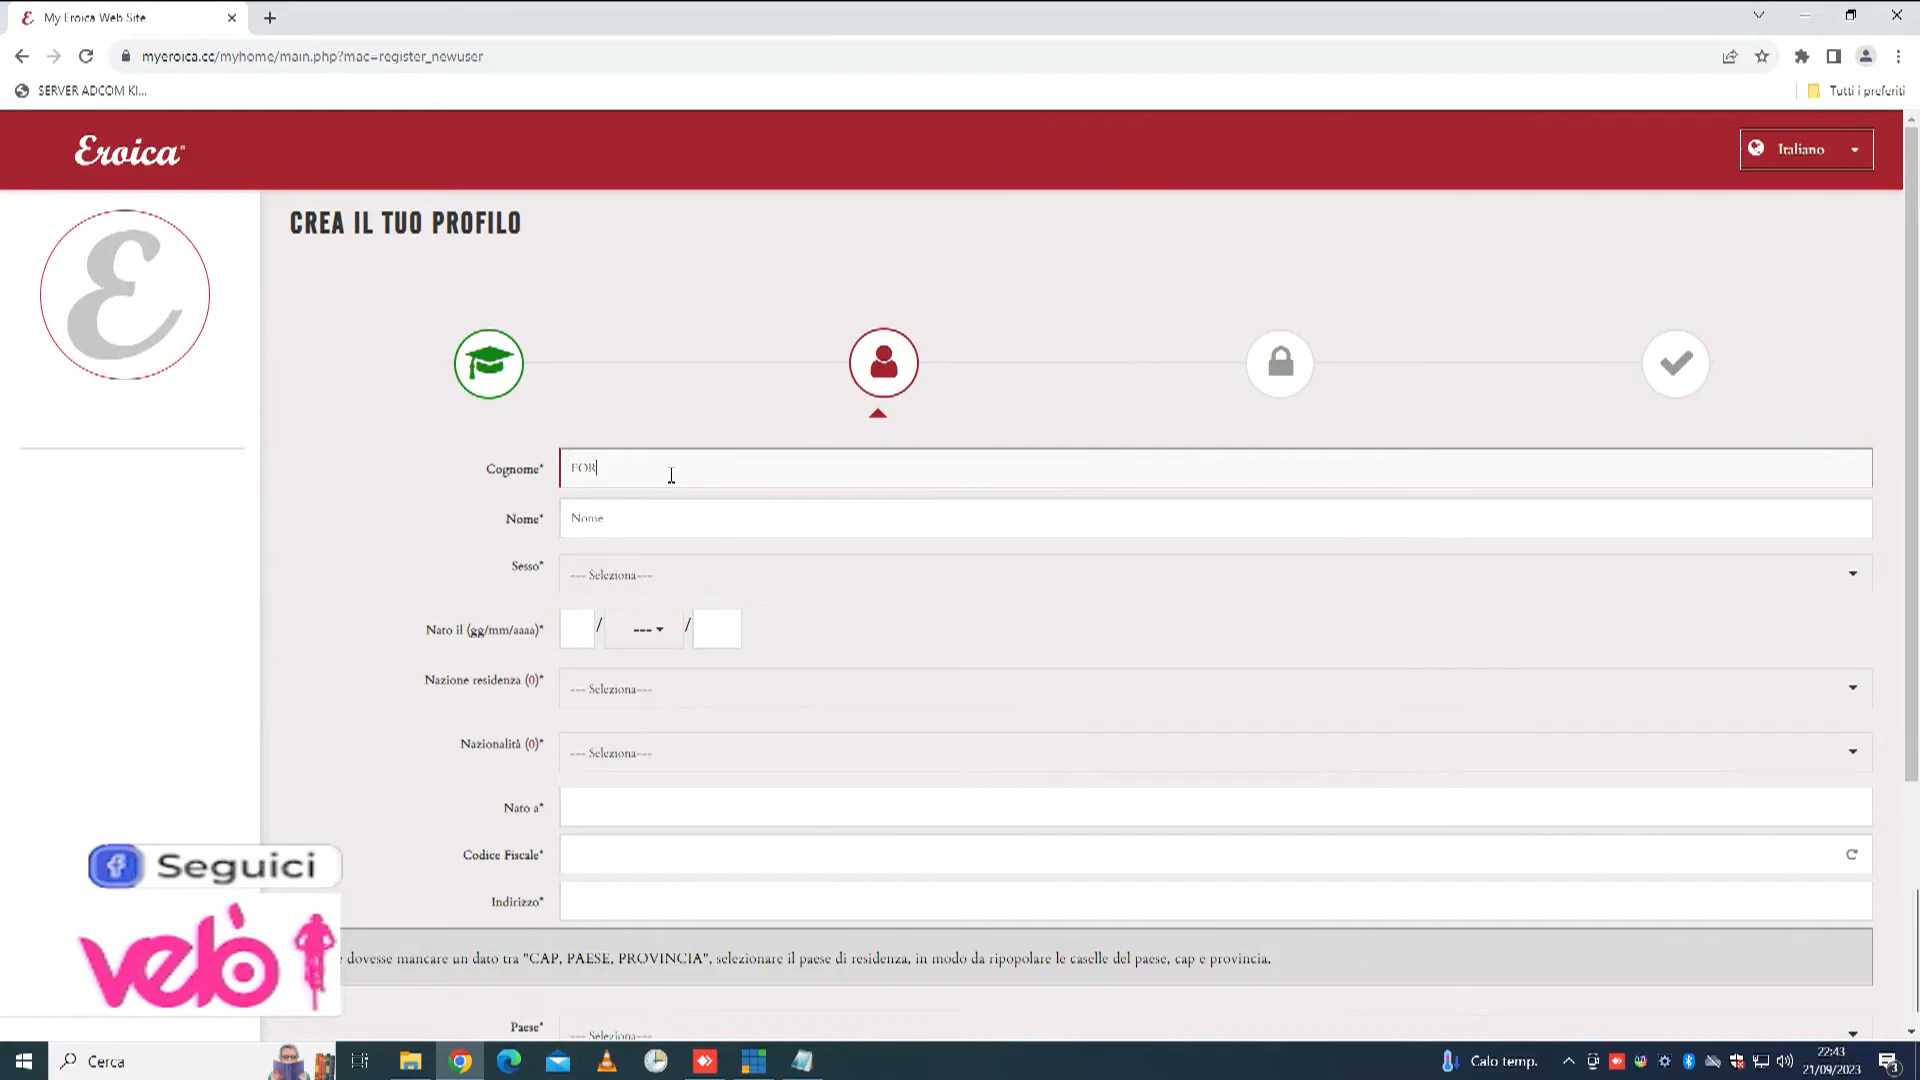 My Eroica Web Site
myeroica.cc/myhome/main.php?mac=register_newuser
SERVER ADCOM KI...
Tutti i preferiti
Eroica
Italiano
CREA IL TUO PROFILO
Cognome*
FOR
Nome*
Nome
Sesso*
--- Seleziona---
Nato il (gg/mm/aaaa)*
/ --- /
Nazione residenza (0)*
--- Seleziona---
Nazionalità (0)*
--- Seleziona---
Nato a*
Codice Fiscale*
Indirizzo*
dovesse mancare un dato tra "CAP, PAESE, PROVINCIA", selezionare il paese di residenza, in modo da ripopolare le caselle del paese, cap e provincia.
Paese*
--- Seleziona---
Seguici
velò
Cerca
Calo temp.
22:43
21/09/2023
3